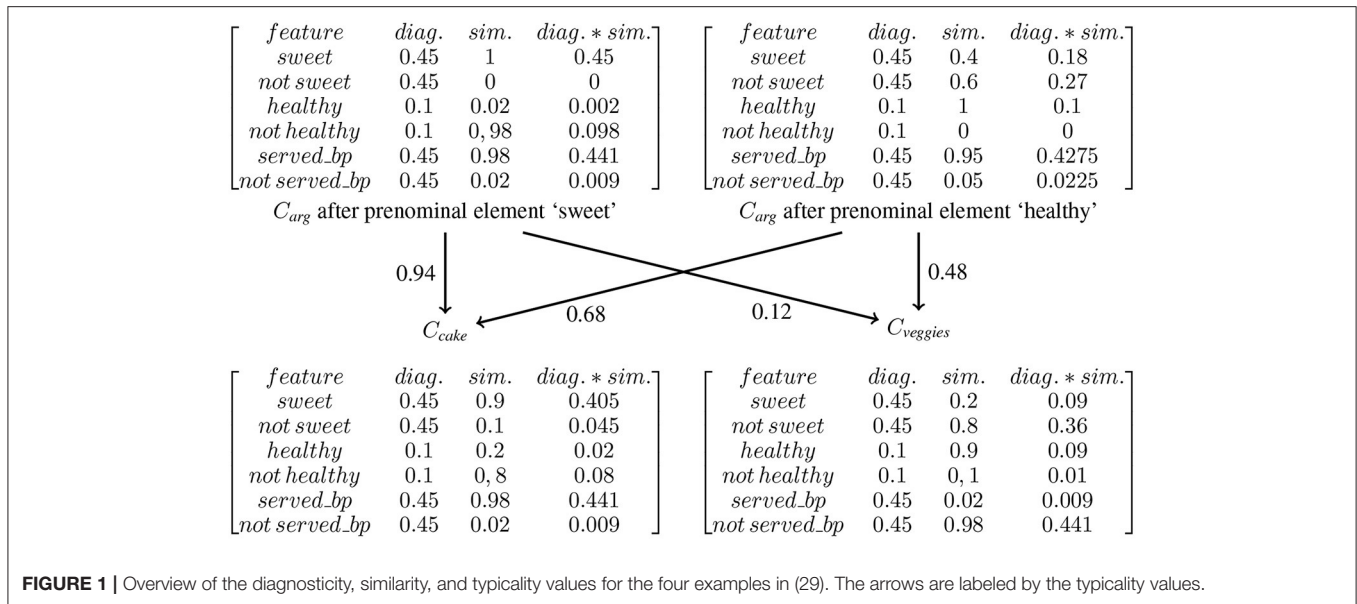 feature diag. sim. diag. ∗ sim.
sweet 0.45 1 0.45
not sweet 0.45 0 0
healthy 0.1 0.02 0.002
not healthy 0.1 0, 98 0.098
served_bp 0.45 0.98 0.441
not served_bp 0.45 0.02 0.009
C_arg after prenominal element ‘sweet’
feature diag. sim. diag. ∗ sim.
sweet 0.45 0.4 0.18
not sweet 0.45 0.6 0.27
healthy 0.1 1 0.1
not healthy 0.1 0 0
served_bp 0.45 0.95 0.4275
not served_bp 0.45 0.05 0.0225
C_arg after prenominal element ‘healthy’
0.94
0.68
0.12
0.48
C_cake
feature diag. sim. diag. ∗ sim.
sweet 0.45 0.9 0.405
not sweet 0.45 0.1 0.045
healthy 0.1 0.2 0.02
not healthy 0.1 0, 8 0.08
served_bp 0.45 0.98 0.441
not served_bp 0.45 0.02 0.009
C_veggies
feature diag. sim. diag. ∗ sim.
sweet 0.45 0.2 0.09
not sweet 0.45 0.8 0.36
healthy 0.1 0.9 0.09
not healthy 0.1 0, 1 0.01
served_bp 0.45 0.02 0.009
not served_bp 0.45 0.98 0.441
FIGURE 1 | Overview of the diagnosticity, similarity, and typicality values for the four examples in (29). The arrows are labeled by the typicality values.